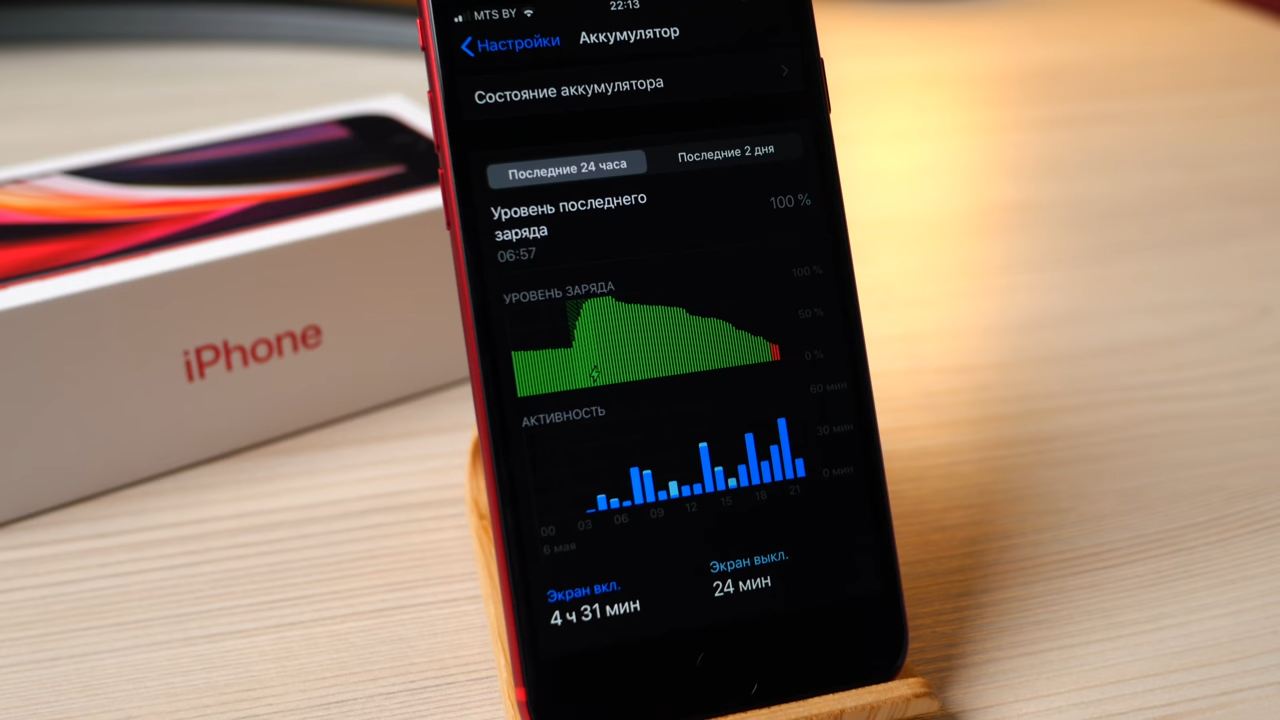 MTS BY
22:13
Настройки
Аккумулятор
Состояние аккумулятора
Последние 24 часа
Последние 2 дня
Уровень последнего
заряда
100 %
06:57
УРОВЕНЬ ЗАРЯДА
100 %
50 %
0 %
АКТИВНОСТЬ
60 мин
30 мин
0 мин
00
03
06
09
12
15
18
21
6 мая
Экран вкл.
4 ч 31 мин
Экран выкл.
24 мин
iPhone